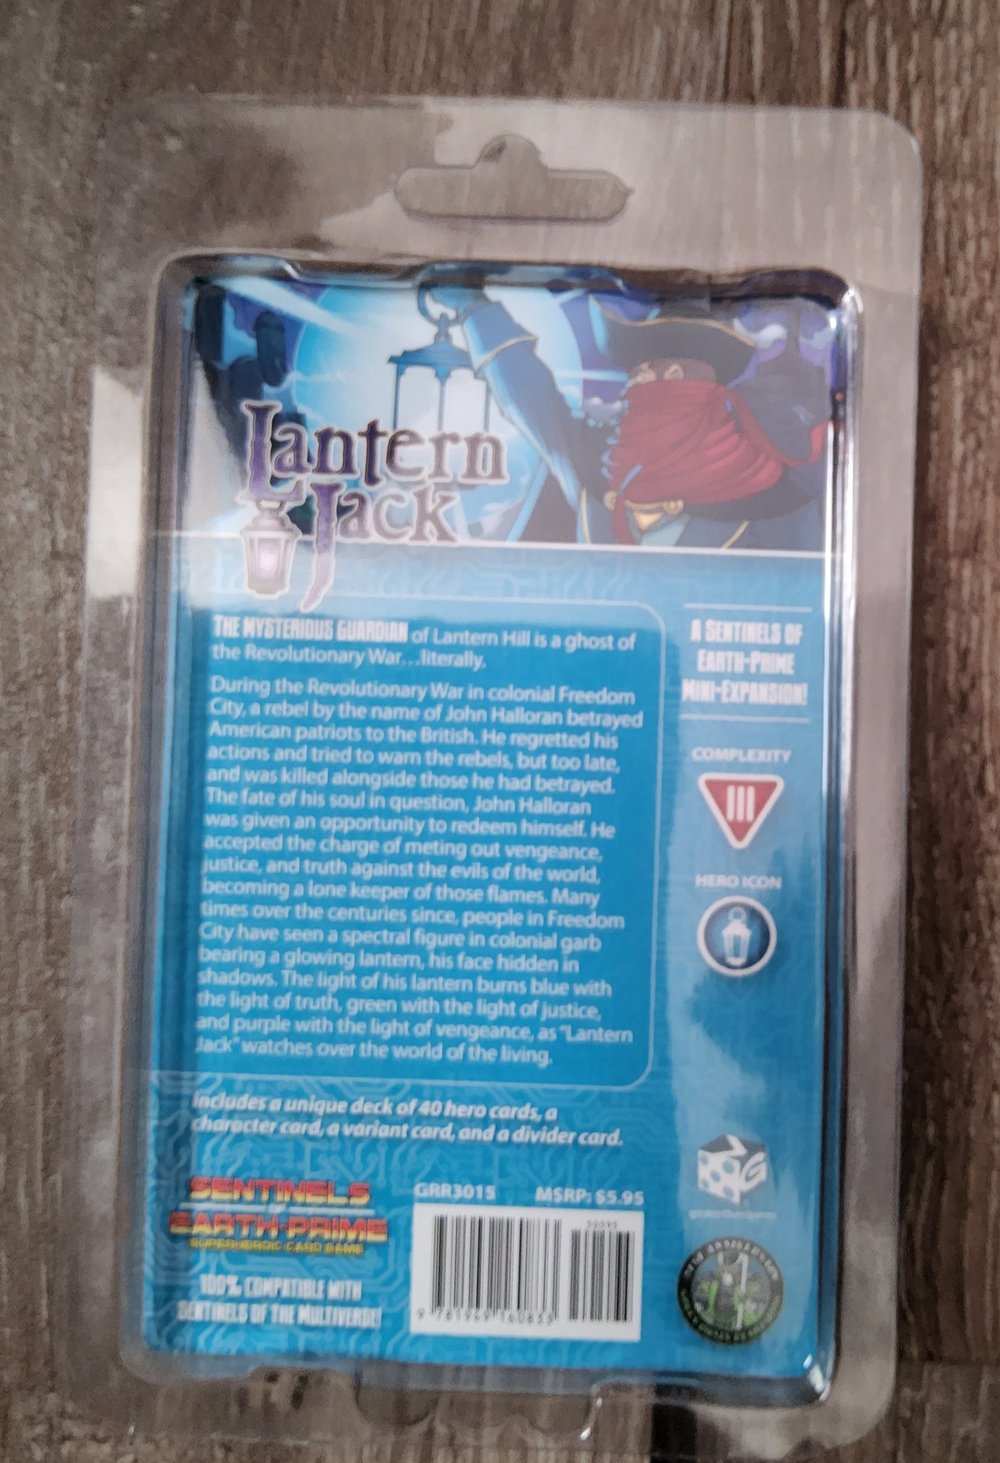 Lantern
Jack
THE MYSTERIOUS GUARDIAN of Lantern Hill is a ghost of
the Revolutionary War...literally.
During the Revolutionary War in colonial Freedom
City, a rebel by the name of John Halloran betrayed
American patriots to the British. He regretted his
actions and tried to warn the rebels, but too late,
and was killed alongside those he had betrayed.
The fate of his soul in question, John Halloran
was given an opportunity to redeem himself. He
accepted the charge of meting out vengeance,
justice, and truth against the evils of the world,
becoming a lone keeper of those flames. Many
times over the centuries since, people in Freedom
City have seen a spectral figure in colonial garb
bearing a glowing lantern, his face hidden in
shadows. The light of his lantern burns blue with
the light of truth, green with the light of justice,
and purple with the light of vengeance, as "Lantern
Jack" watches over the world of the living.
Includes a unique deck of 40 hero cards, a
character card, a variant card, and a divider card.
A SENTINELS OF
EARTH-PRIME
MINI-EXPANSION!
COMPLEXITY
III
HERO ICON
SENTINELS
OF
EARTH-PRIME
SUPERHEROIC CARD GAME
100% COMPATIBLE WITH
SENTINELS OF THE MULTIVERSE!
GRR3015 MSRP: $5.95
G